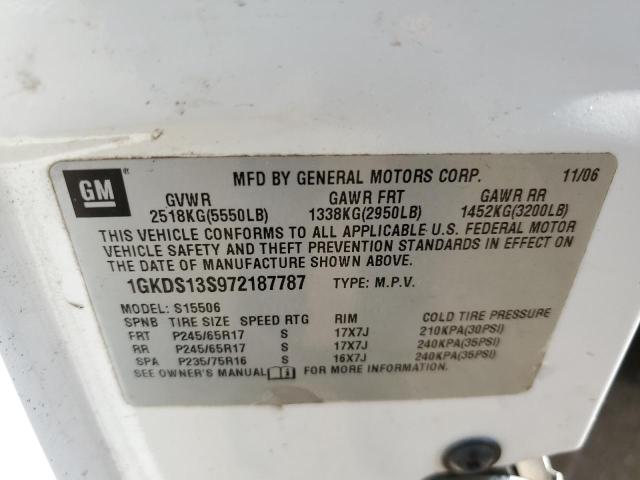 GM ®
MFD BY GENERAL MOTORS CORP. 11/06
GVWR GAWR FRT GAWR RR
2518KG(5550LB) 1338KG(2950LB) 1452KG(3200LB)
THIS VEHICLE CONFORMS TO ALL APPLICABLE U.S. FEDERAL MOTOR
VEHICLE SAFETY AND THEFT PREVENTION STANDARDS IN EFFECT ON
THE DATE OF MANUFACTURE SHOWN ABOVE.
1GKDS13S972187787 TYPE: M.P.V.
MODEL: S15506
SPNB TIRE SIZE SPEED RTG RIM COLD TIRE PRESSURE
FRT P245/65R17 S 17X7J 210KPA(30PSI)
RR P245/65R17 S 17X7J 240KPA(35PSI)
SPA P235/75R16 S 16X7J 240KPA(35PSI)
SEE OWNER'S MANUAL FOR MORE INFORMATION.